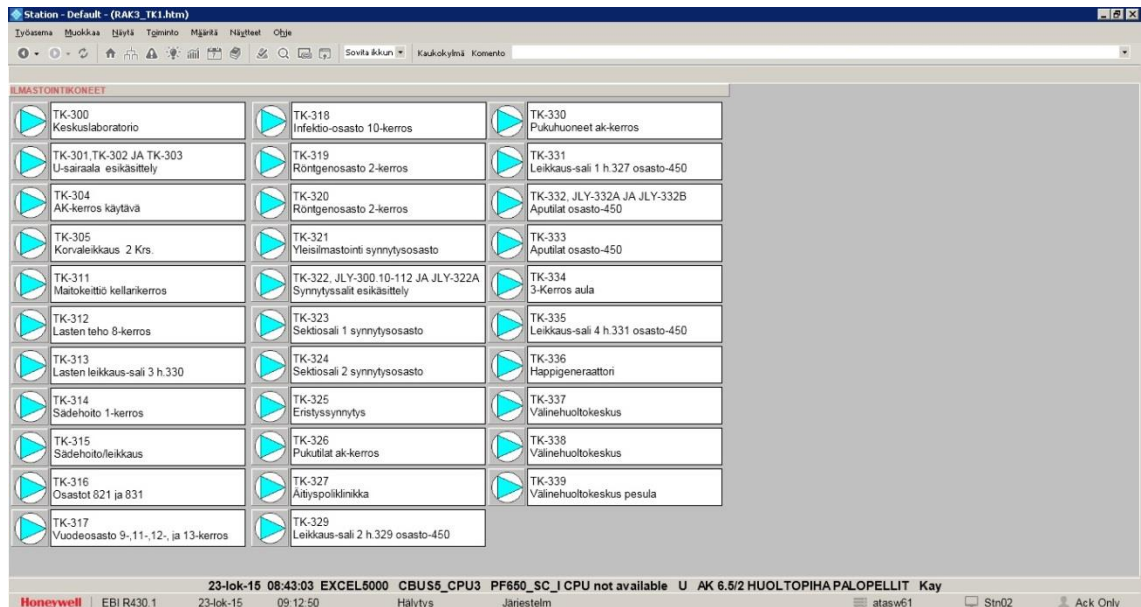 Station - Default - (RAK3_TK1.htm)
Työasema Muokkaa Näytä Toiminto Määritä Näytteet Ohje
Sovita ikkun Kaukokylmä Komento
ILMASTOINTIKONEET
TK-300
Keskuslaboratorio
TK-301,TK-302 JA TK-303
U-sairaala esikäsittely
TK-304
AK-kerros käytävä
TK-305
Korvaleikkaus 2 Krs.
TK-311
Maitokeittiö kellarikerros
TK-312
Lasten teho 8-kerros
TK-313
Lasten leikkaus-sali 3 h.330
TK-314
Sädehoito 1-kerros
TK-315
Sädehoito/leikkaus
TK-316
Osastot 821 ja 831
TK-317
Vuodeosasto 9-,11-,12-, ja 13-kerros
TK-318
Infektio-osasto 10-kerros
TK-319
Röntgenosasto 2-kerros
TK-320
Röntgenosasto 2-kerros
TK-321
Yleisilmastointi synnytysosasto
TK-322, JLY-300.10-112 JA JLY-322A
Synnytyssalit esikäsittely
TK-323
Sektiosali 1 synnytysosasto
TK-324
Sektiosali 2 synnytysosasto
TK-325
Eristyssynnytys
TK-326
Pukutilat ak-kerros
TK-327
Äitiyspoliklinikka
TK-329
Leikkaus-sali 2 h.329 osasto-450
TK-330
Pukuhuoneet ak-kerros
TK-331
Leikkaus-sali 1 h.327 osasto-450
TK-332, JLY-332A JA JLY-332B
Aputilat osasto-450
TK-333
Aputilat osasto-450
TK-334
3-Kerros aula
TK-335
Leikkaus-sali 4 h.331 osasto-450
TK-336
Happigeneraattori
TK-337
Välinehuoltokeskus
TK-338
Välinehuoltokeskus
TK-339
Välinehuoltokeskus pesula
23-lok-15 08:43:03 EXCEL5000 CBUS5_CPU3 PF650_SC_I CPU not available U AK 6.5/2 HUOLTOPIHA PALOPELLIT Kay
Honeywell EBI R430.1 23-lok-15 09:12:50 Hälytys Järjestelm atasw61 Stn02 Ack Only